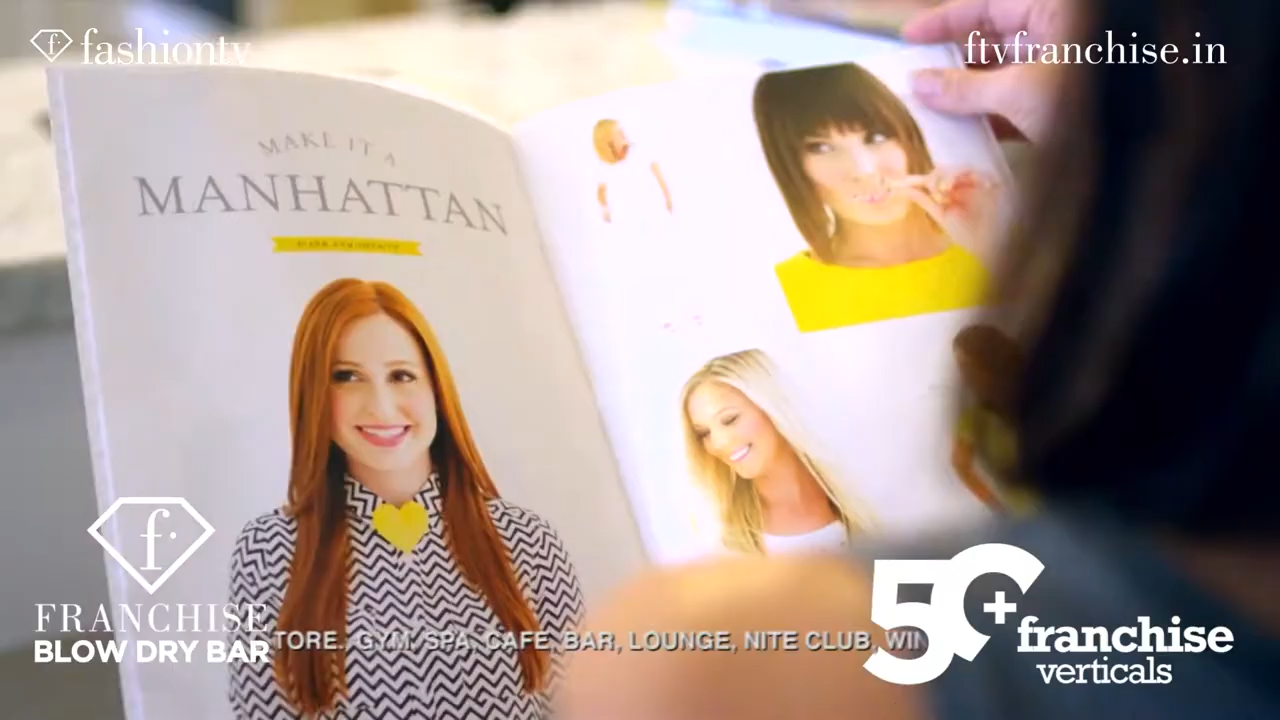 fashiontv
ftvfranchise.in
MAKE IT A
MANHATTAN
f
FRANCHISE
BLOW DRY BAR
TORE. GYM, SPA, CAFE, BAR, LOUNGE, NITE CLUB, WIN
50+
franchise
verticals